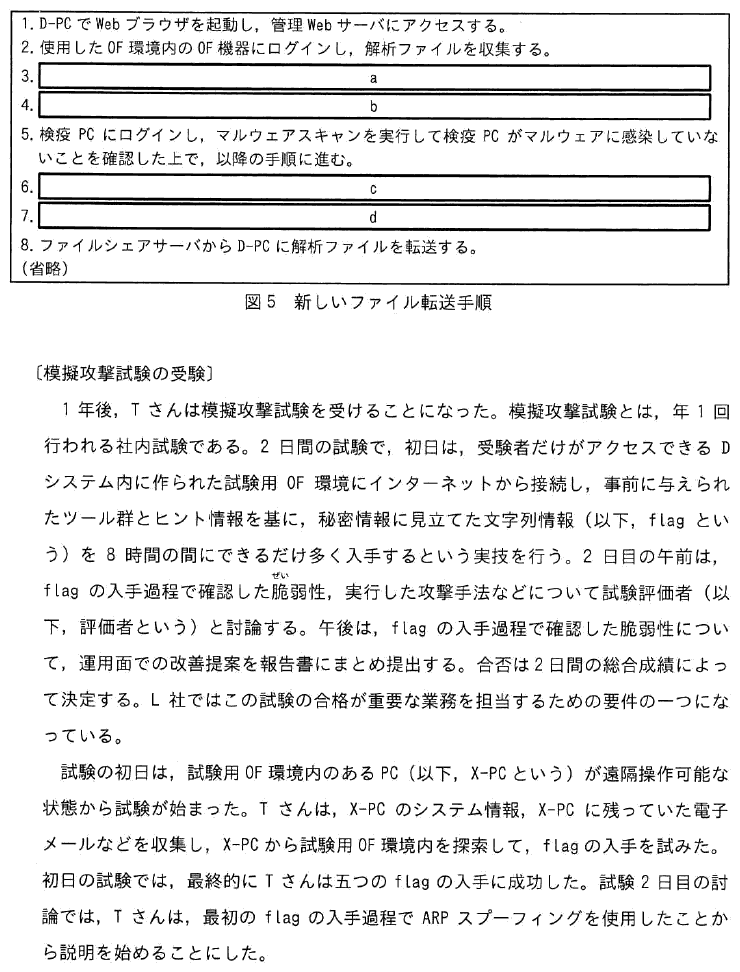 1. D-PC で Web ブラウザを起動し，管理 Web サーバにアクセスする。
2. 使用した OF 環境内の OF 機器にログインし，解析ファイルを収集する。
3. a
4. b
5. 検疫 PC にログインし，マルウェアスキャンを実行して検疫 PC がマルウェアに感染していな
いことを確認した上で，以降の手順に進む。
6. c
7. d
8. ファイルシェアサーバから D-PC に解析ファイルを転送する。
（省略）
図 5　新しいファイル転送手順
〔模擬攻撃試験の受験〕
1 年後，T さんは模擬攻撃試験を受けることになった。模擬攻撃試験とは，年 1 回
行われる社内試験である。2 日間の試験で，初日は，受験者だけがアクセスできる D
システム内に作られた試験用 OF 環境にインターネットから接続し，事前に与えられ
たツール群とヒント情報を基に，秘密情報に見立てた文字列情報（以下，flag とい
う）を 8 時間の間にできるだけ多く入手するという実技を行う。2 日目の午前は，
ぜい
flag の入手過程で確認した脆弱性，実行した攻撃手法などについて試験評価者（以
下，評価者という）と討論する。午後は，flag の入手過程で確認した脆弱性につい
て，運用面での改善提案を報告書にまとめ提出する。合否は 2 日間の総合成績によっ
て決定する。L 社ではこの試験の合格が重要な業務を担当するための要件の一つにな
っている。
試験の初日は，試験用 OF 環境内のある PC（以下，X-PC という）が遠隔操作可能な
状態から試験が始まった。T さんは，X-PC のシステム情報，X-PC に残っていた電子
メールなどを収集し，X-PC から試験用 OF 環境内を探索して，flag の入手を試みた。
初日の試験では，最終的に T さんは五つの flag の入手に成功した。試験 2 日目の討
論では，T さんは，最初の flag の入手過程で ARP スプーフィングを使用したことか
ら説明を始めることにした。